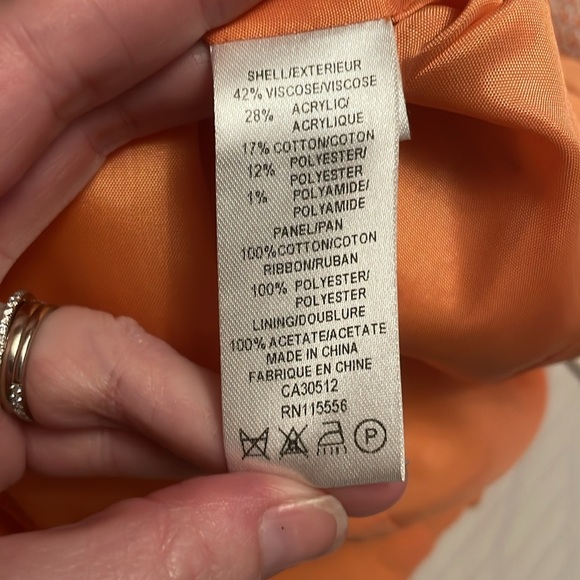 SHELL/EXTERIEUR
42% VISCOSE/VISCOSE
28% ACRYLIC/
ACRYLIQUE
17% COTTON/COTON
12% POLYESTER/
POLYESTER
1% POLYAMIDE/
POLYAMIDE
PANEL/PAN
100%COTTON/COTON
RIBBON/RUBAN
100% POLYESTER/
POLYESTER
LINING/DOUBLURE
100% ACETATE/ACETATE
MADE IN CHINA
FABRIQUE EN CHINE
CA30512
RN115556
P